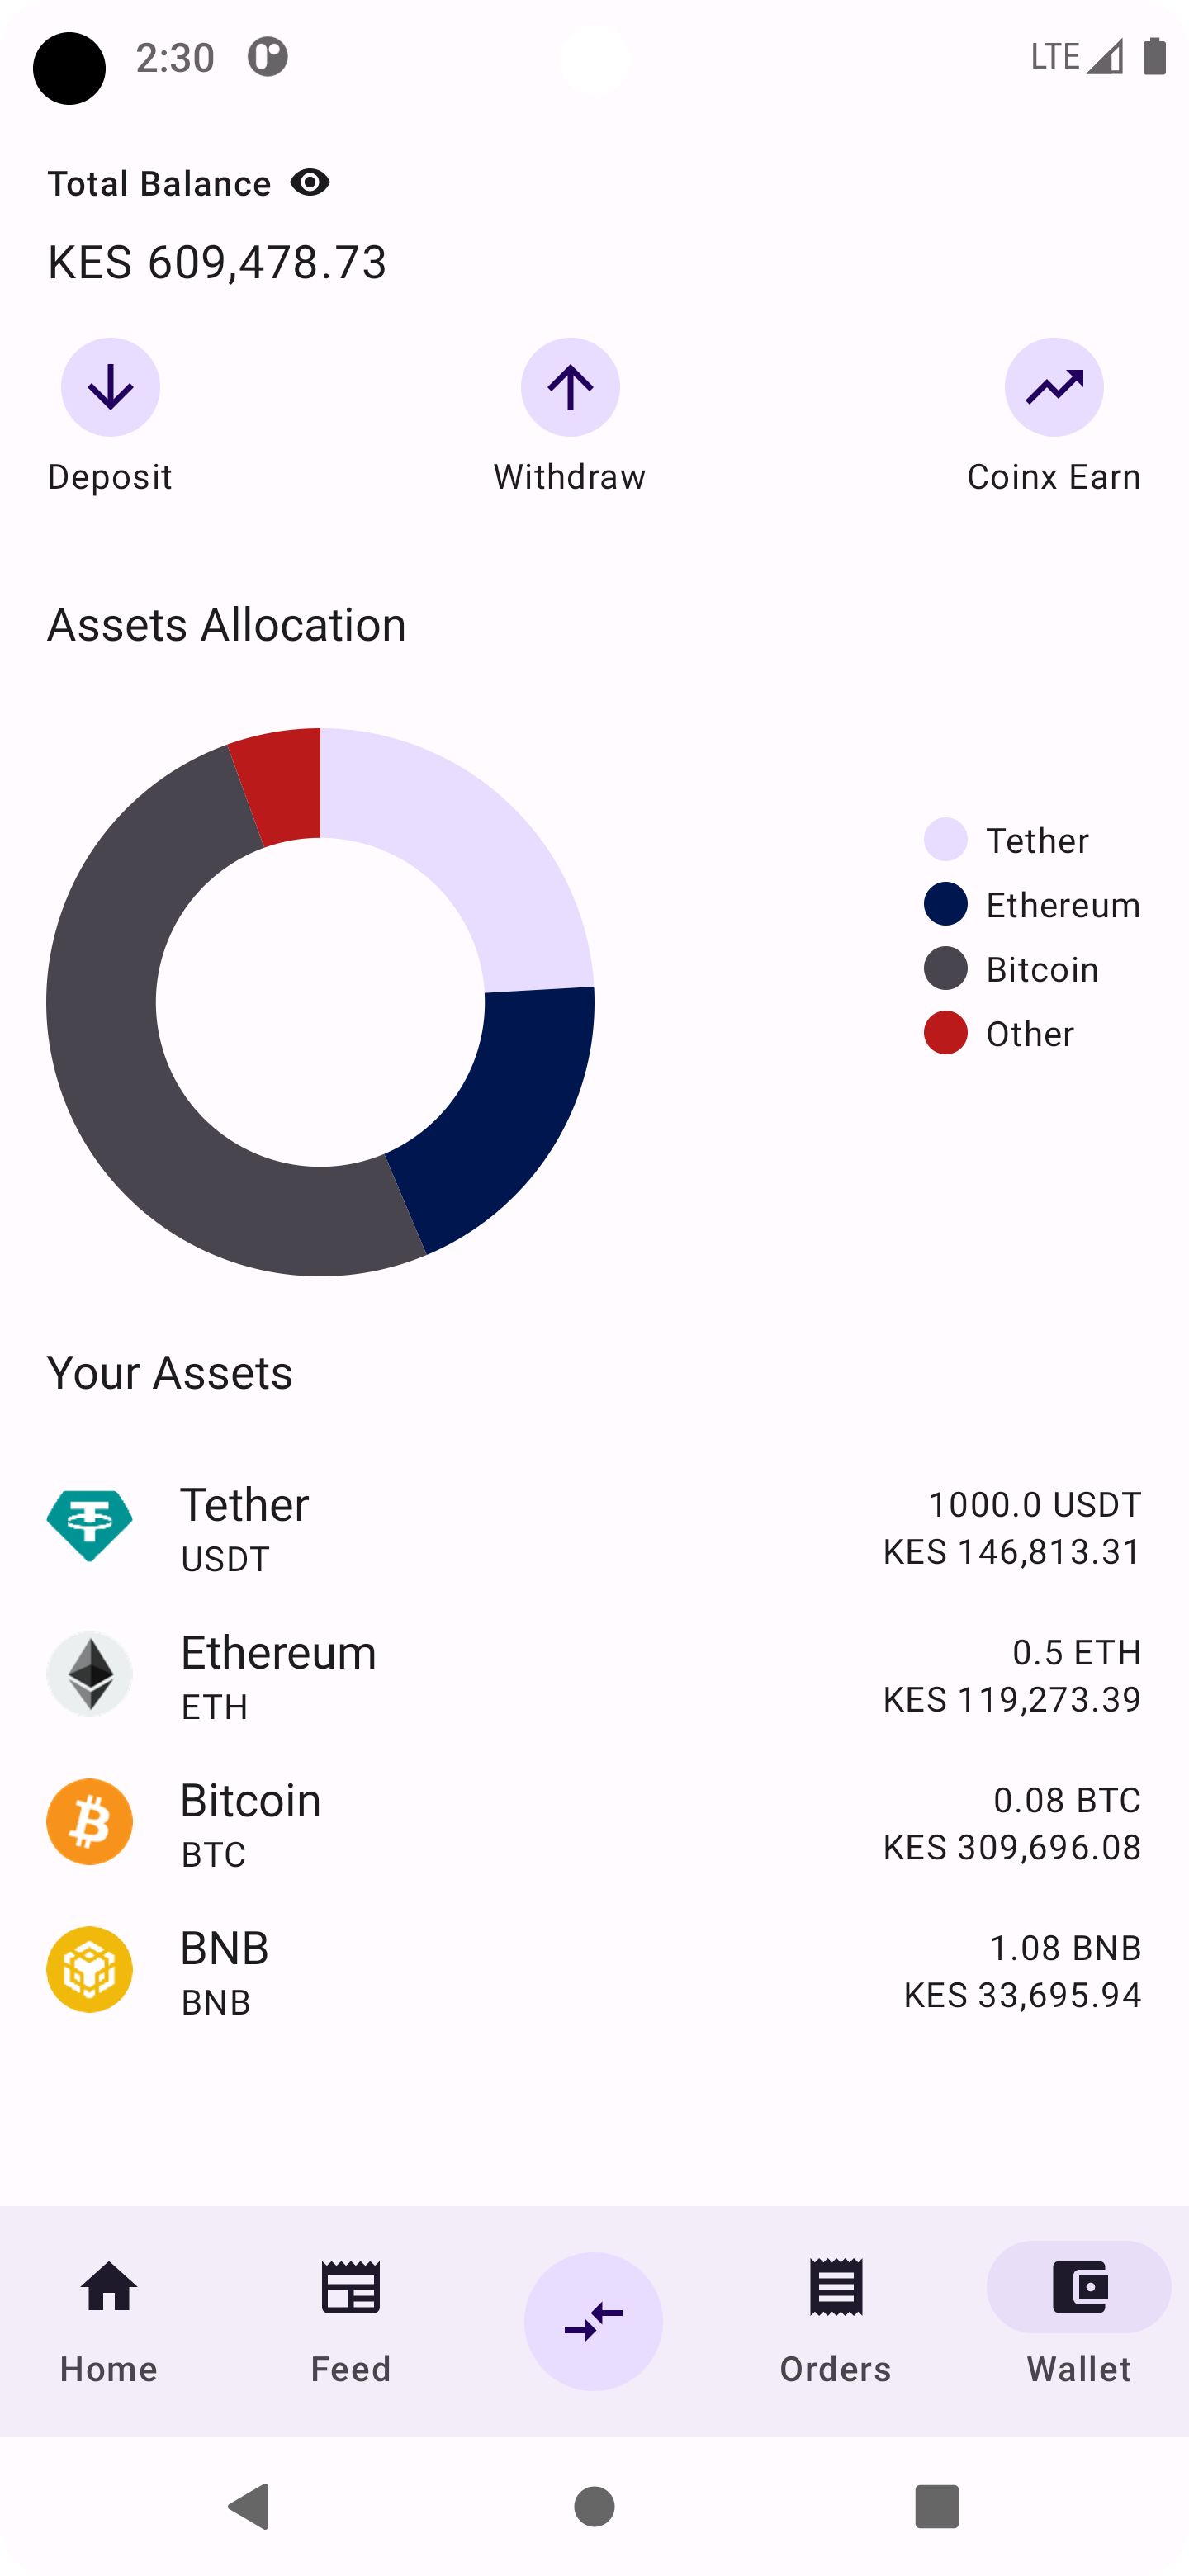 2:30
LTE
Total Balance
KES 609,478.73
Deposit
Withdraw
Coinx Earn
Assets Allocation
Tether
Ethereum
Bitcoin
Other
Your Assets
Tether
1000.0 USDT
USDT
KES 146,813.31
Ethereum
0.5 ETH
ETH
KES 119,273.39
Bitcoin
0.08 BTC
BTC
KES 309,696.08
BNB
1.08 BNB
BNB
KES 33,695.94
Home
Feed
Orders
Wallet